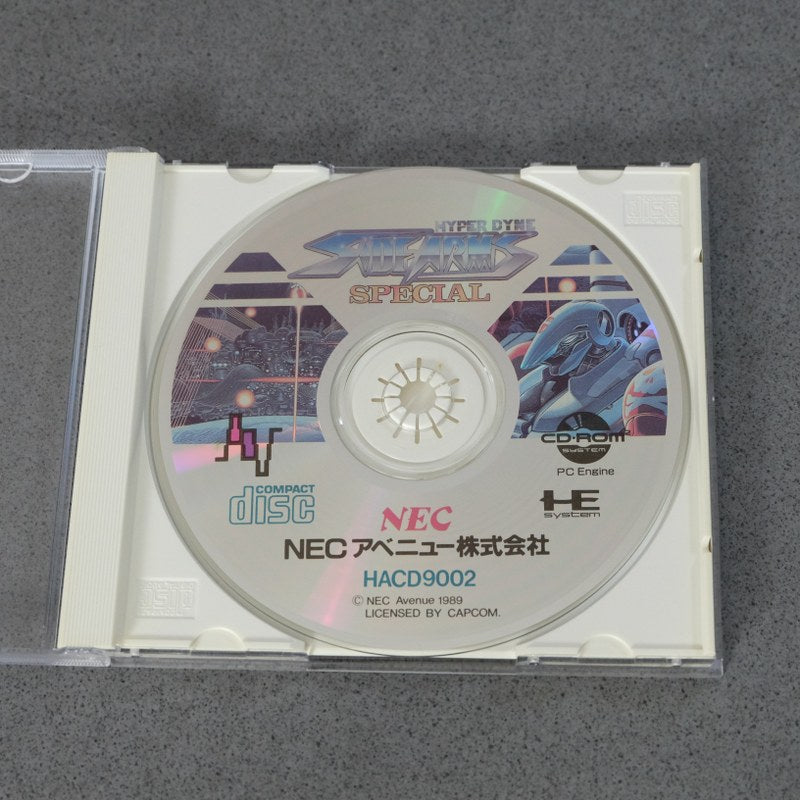 HYPER DYNE
SIDE ARMS
SPECIAL
CD-ROM
SYSTEM
PC Engine
COMPACT
disc
HE
system
NEC
NECアベニュー株式会社
HACD9002
© NEC Avenue 1989
LICENSED BY CAPCOM.
disc